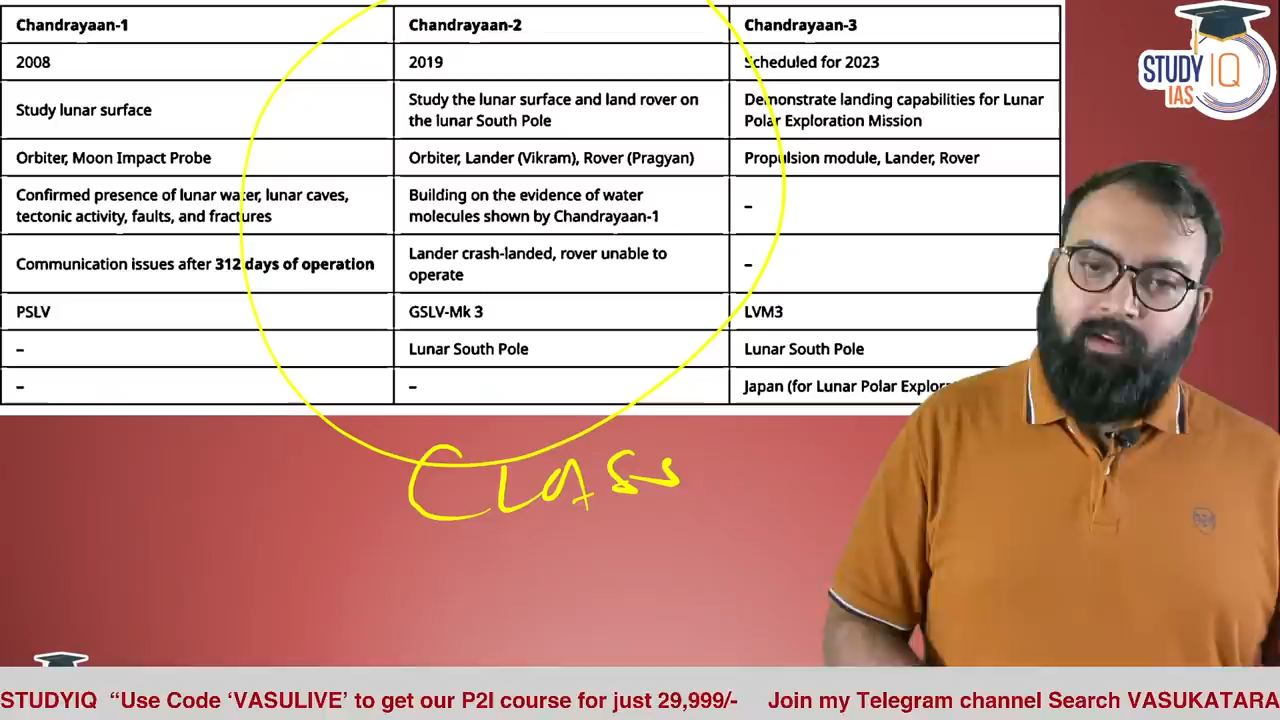 Chandrayaan-1 Chandrayaan-2 Chandrayaan-3
2008 2019 Scheduled for 2023
Study lunar surface
Study the lunar surface and land rover on
the lunar South Pole
Demonstrate landing capabilities for Lunar
Polar Exploration Mission
Orbiter, Moon Impact Probe Orbiter, Lander (Vikram), Rover (Pragyan) Propulsion module, Lander, Rover
Confirmed presence of lunar water, lunar caves,
tectonic activity, faults, and fractures
Building on the evidence of water
molecules shown by Chandrayaan-1
–
Communication issues after 312 days of operation
Lander crash-landed, rover unable to
operate
–
PSLV GSLV-Mk 3 LVM3
– Lunar South Pole Lunar South Pole
– – Japan (for Lunar Polar
CLASS
STUDY IQ
IAS
STUDYIQ “Use Code ‘VASULIVE’ to get our P2I course for just 29,999/- Join my Telegram channel Search VASUKATARA